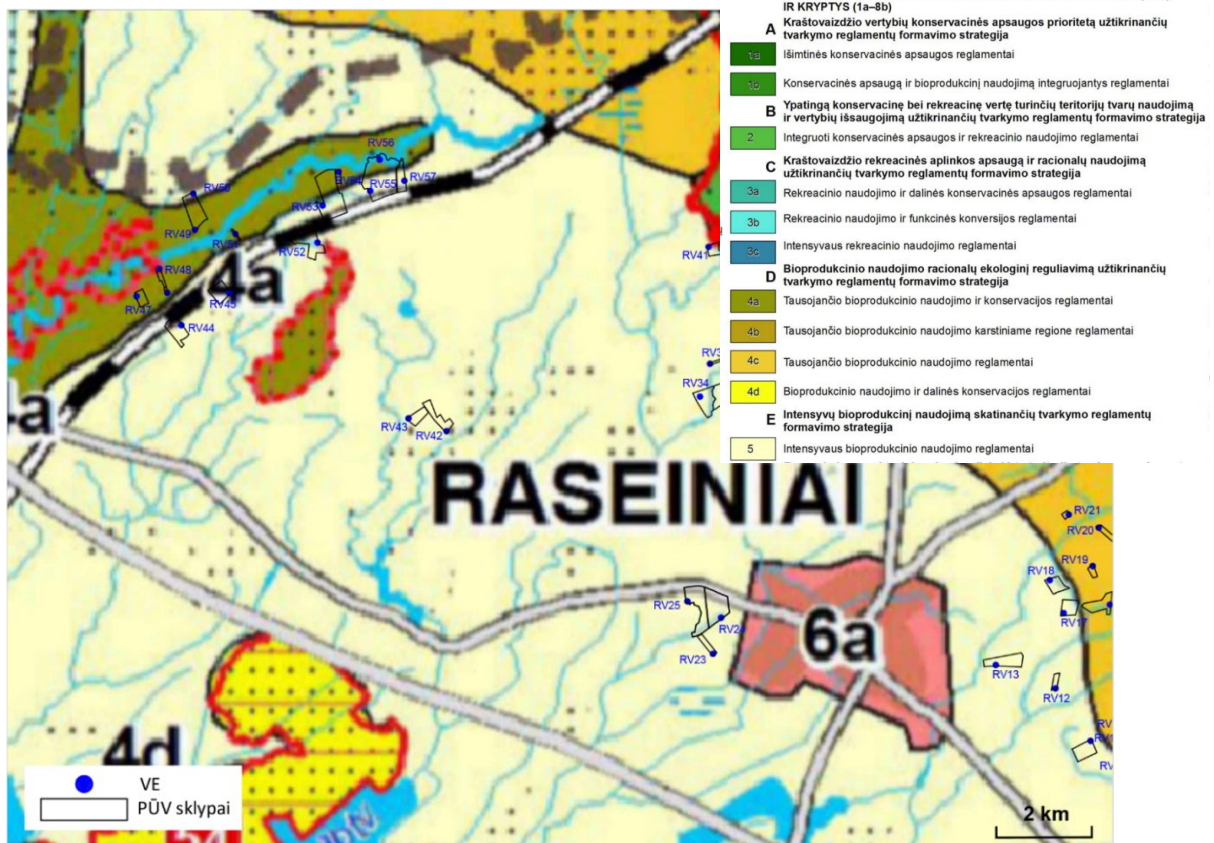 IR KRYPTYS (1a–8b)
A Kraštovaizdžio vertybių konservacinės apsaugos prioritetą užtikrinančių
tvarkymo reglamentų formavimo strategija
1a Išimtinės konservacinės apsaugos reglamentai
1b Konservacinės apsaugą ir bioprodukcinį naudojimą integruojantys reglamentai
B Ypatingą konservacinę bei rekreacinę vertę turinčių teritorijų tvarų naudojimą
ir vertybių išsaugojimą užtikrinančių tvarkymo reglamentų formavimo strategija
2 Integruoti konservacinės apsaugos ir rekreacinio naudojimo reglamentai
C Kraštovaizdžio rekreacinės aplinkos apsaugą ir racionalų naudojimą
užtikrinančių tvarkymo reglamentų formavimo strategija
3a Rekreacinio naudojimo ir dalinės konservacinės apsaugos reglamentai
3b Rekreacinio naudojimo ir funkcinės konversijos reglamentai
3c Intensyvaus rekreacinio naudojimo reglamentai
D Bioprodukcinio naudojimo racionalų ekologinį reguliavimą užtikrinančių
tvarkymo reglamentų formavimo strategija
4a Tausojančio bioprodukcinio naudojimo ir konservacijos reglamentai
4b Tausojančio bioprodukcinio naudojimo karstiniame regione reglamentai
4c Tausojančio bioprodukcinio naudojimo reglamentai
4d Bioprodukcinio naudojimo ir dalinės konservacijos reglamentai
E Intensyvų bioprodukcinį naudojimą skatinančių tvarkymo reglamentų
formavimo strategija
5 Intensyvaus bioprodukcinio naudojimo reglamentai
RV56
RV54
RV55
RV57
RV53
RV49
RV52
RV41
RV48
4a
RV47
RV45
RV44
RV34
RV43
RV42
RASEINIAI
RV21
RV20
RV19
RV18
RV25
RV17
6a
RV23
RV13
RV12
4d
VE
PŪV sklypai
2 km